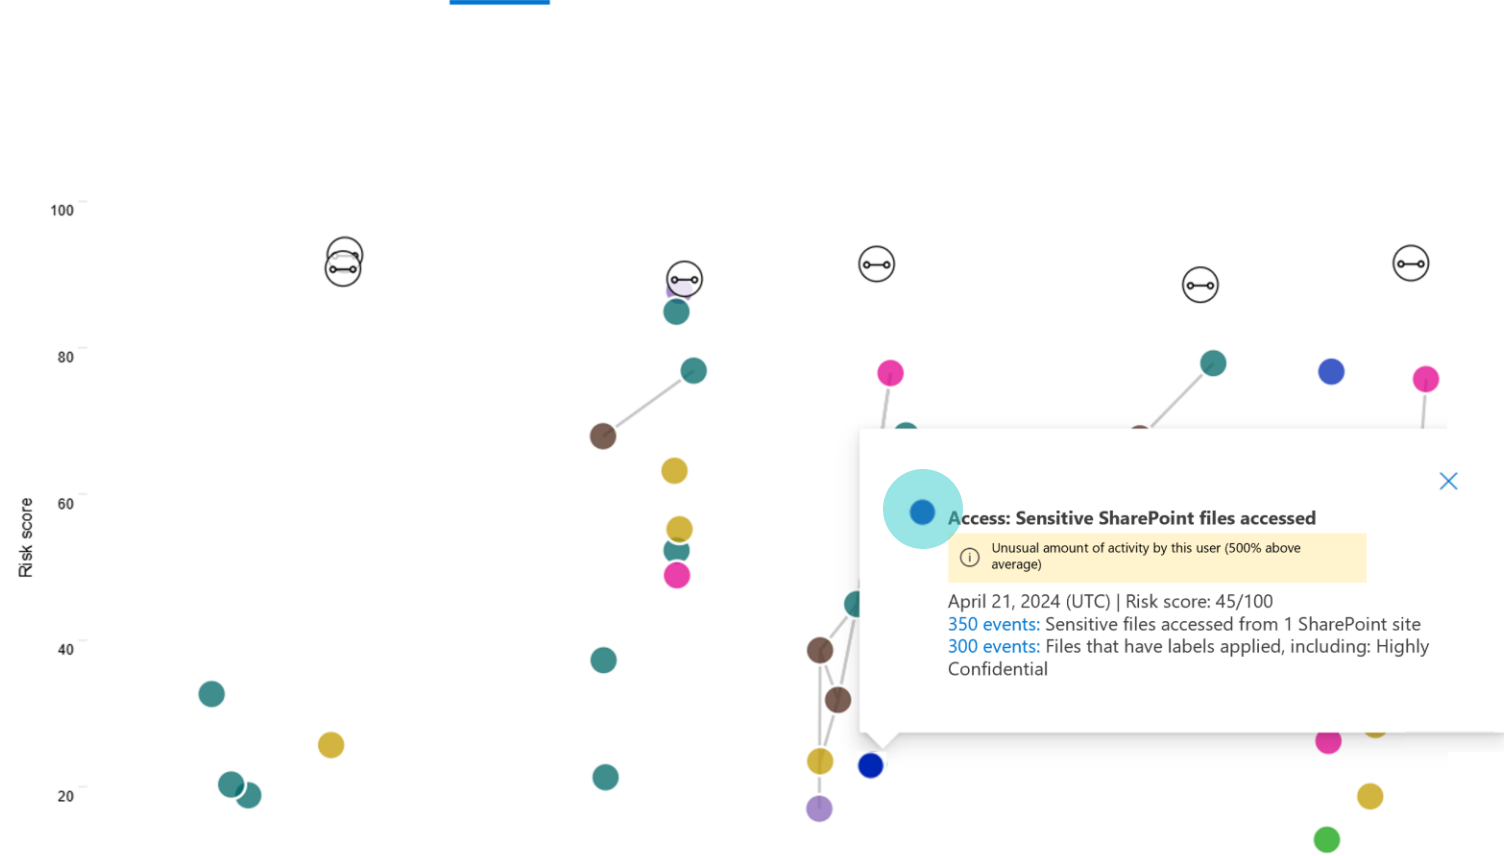 100
80
60
40
20
Risk score
Access: Sensitive SharePoint files accessed
Unusual amount of activity by this user (500% above
average)
April 21, 2024 (UTC) | Risk score: 45/100
350 events: Sensitive files accessed from 1 SharePoint site
300 events: Files that have labels applied, including: Highly
Confidential